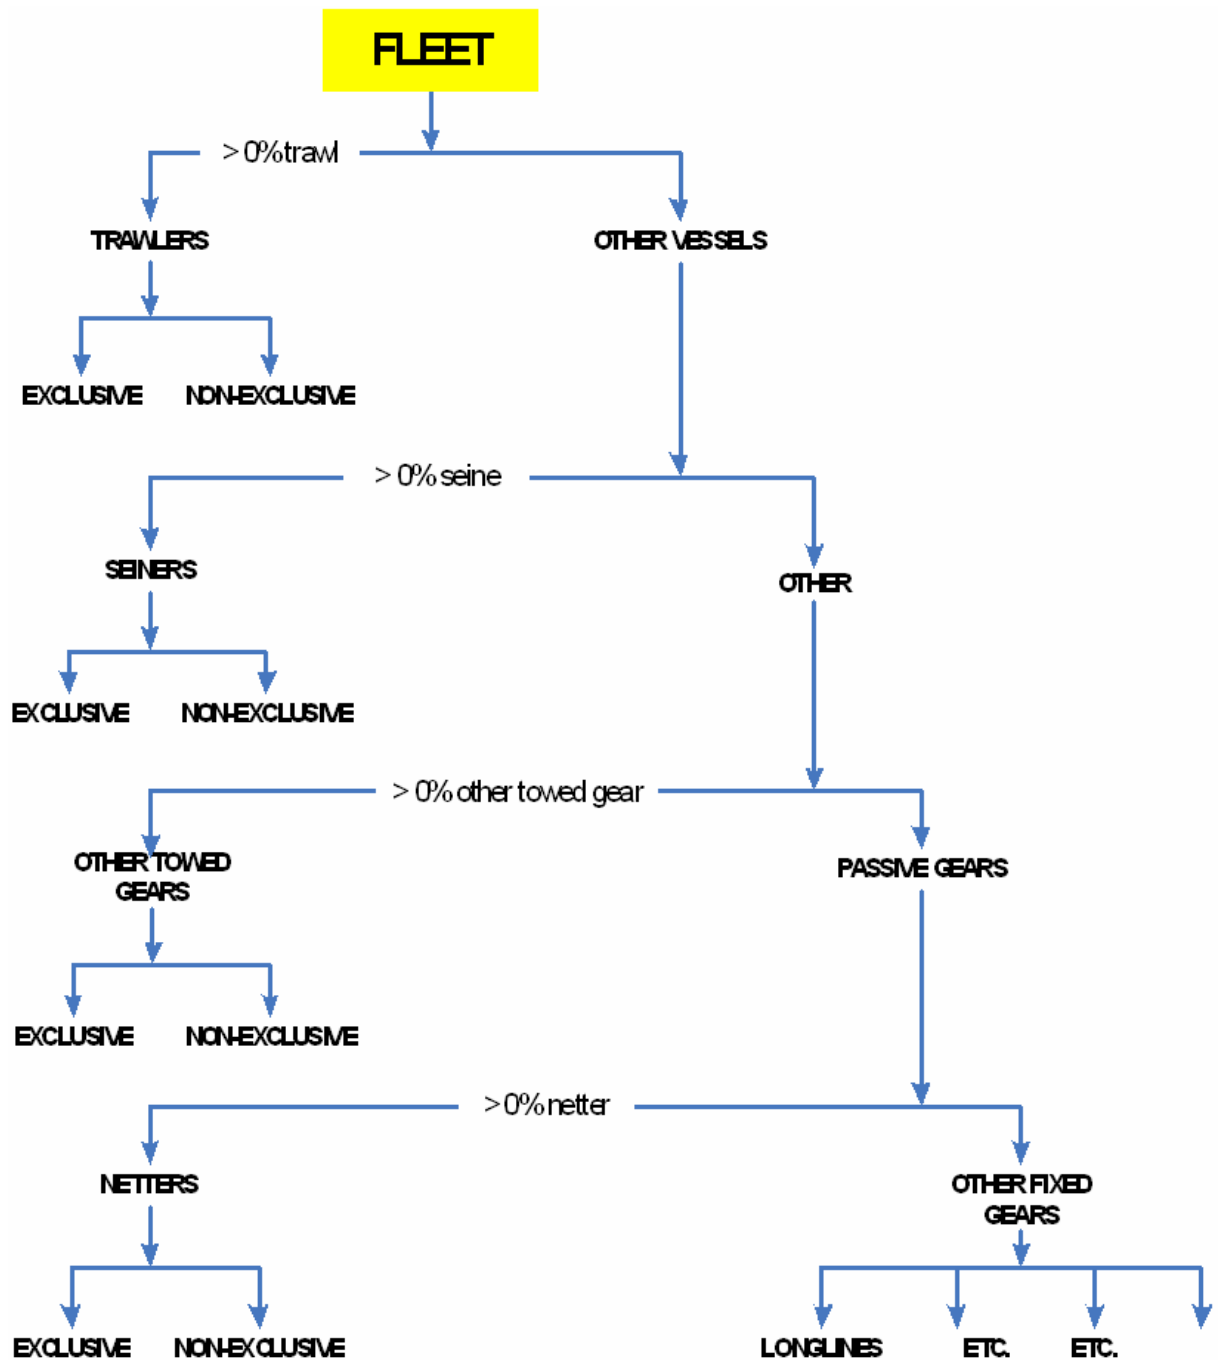 FLEET
> 0% trawl
TRAWLERS
OTHER VESSELS
EXCLUSIVE
NON-EXCLUSIVE
> 0% seine
SEINERS
OTHER
EXCLUSIVE
NON-EXCLUSIVE
> 0% other towed gear
OTHER TOWED
GEARS
PASSIVE GEARS
EXCLUSIVE
NON-EXCLUSIVE
> 0% netter
NETTERS
OTHER FIXED
GEARS
EXCLUSIVE
NON-EXCLUSIVE
LONGLINES
ETC.
ETC.